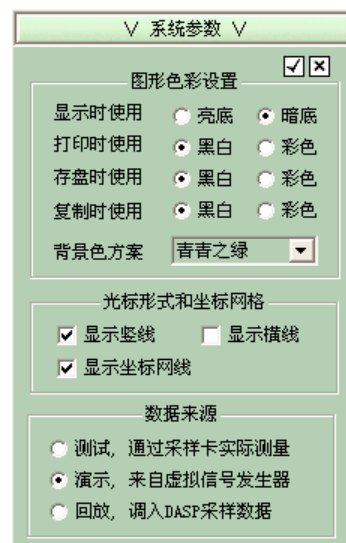 ∨ 系统参数 ∨
图形色彩设置
显示时使用 亮底 暗底
打印时使用 黑白 彩色
存盘时使用 黑白 彩色
复制时使用 黑白 彩色
背景色方案 青青之绿
光标形式和坐标网格
显示竖线 显示横线
显示坐标网线
数据来源
测试, 通过采样卡实际测量
演示, 来自虚拟信号发生器
回放, 调入DASP采样数据